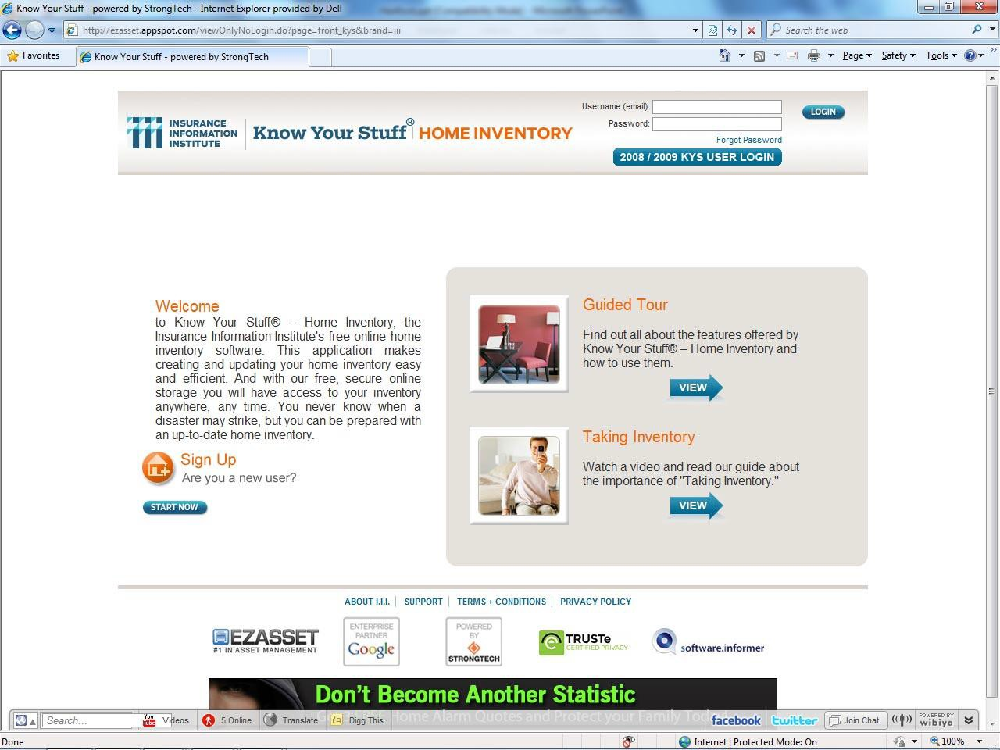 Know Your Stuff - powered by StrongTech - Internet Explorer provided by Dell
http://ezasset.appspot.com/viewOnlyNoLogin.do?page=front_kys&brand=iii
Search the web
Favorites
Know Your Stuff - powered by StrongTech
Page
Safety
Tools
INSURANCE
INFORMATION
INSTITUTE
Know Your Stuff® HOME INVENTORY
Username (email):
Password:
Forgot Password
LOGIN
2008 / 2009 KYS USER LOGIN
Welcome
to Know Your Stuff® – Home Inventory, the
Insurance Information Institute's free online home
inventory software. This application makes
creating and updating your home inventory easy
and efficient. And with our free, secure online
storage you will have access to your inventory
anywhere, any time. You never know when a
disaster may strike, but you can be prepared with
an up-to-date home inventory.
Sign Up
Are you a new user?
START NOW
Guided Tour
Find out all about the features offered by
Know Your Stuff® – Home Inventory and
how to use them.
VIEW
Taking Inventory
Watch a video and read our guide about
the importance of "Taking Inventory."
VIEW
ABOUT I.I.I.
SUPPORT
TERMS + CONDITIONS
PRIVACY POLICY
EZASSET
#1 IN ASSET MANAGEMENT
ENTERPRISE
PARTNER
Google
POWERED
BY
STRONGTECH
TRUSTe
CERTIFIED PRIVACY
software.informer
Don't Become Another Statistic
Home Alarm Quotes and Protect your Family Today!
Search...
You Tube
Videos
5 Online
Translate
Digg This
facebook
twitter
Join Chat
POWERED BY
wibiya
Done
Internet | Protected Mode: On
100%